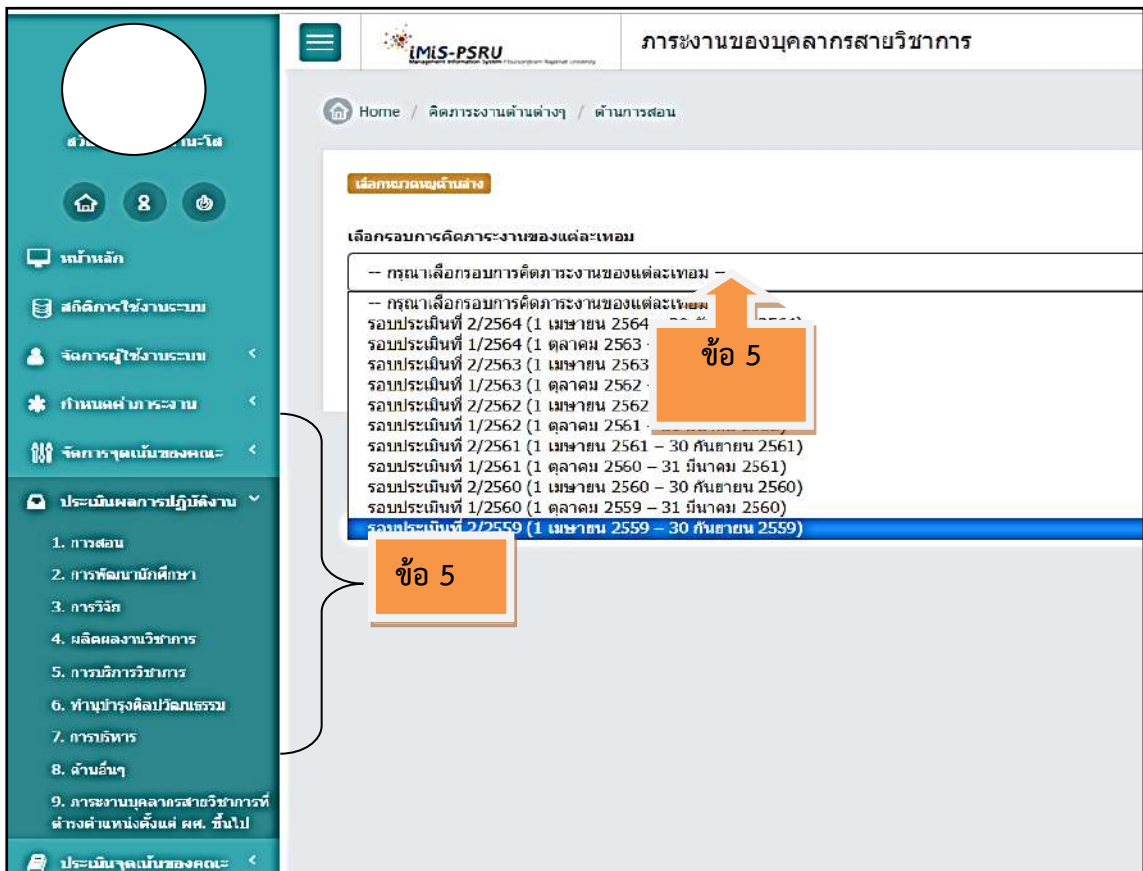 iMiS-PSRU
ภาระงานของบุคลากรสายวิชาการ
Home / คิดภาระงานด้านต่างๆ / ด้านการสอน
8
หน้าหลัก
สถิติการใช้งานระบบ
จัดการผู้ใช้งานระบบ
กำหนดค่าภาระงาน
จัดการจุดเน้นของคณะ
ประเมินผลการปฏิบัติงาน
1. การสอน
2. การพัฒนานักศึกษา
3. การวิจัย
4. ผลิตผลงานวิชาการ
5. การบริการวิชาการ
6. ทำนุบำรุงศิลปวัฒนธรรม
7. การบริหาร
8. ด้านอื่นๆ
9. ภาระงานบุคลากรสายวิชาการที่
ดำรงตำแหน่งตั้งแต่ ผศ. ขึ้นไป
ประเมินจุดเน้นของคณะ
เลือกหมวดหมู่ด้านล่าง
เลือกรอบการคิดภาระงานของแต่ละเทอม
-- กรุณาเลือกรอบการคิดภาระงานของแต่ละเทอม --
-- กรุณาเลือกรอบการคิดภาระงานของแต่ละเทอม
รอบประเมินที่ 2/2564 (1 เมษายน 2564
รอบประเมินที่ 1/2564 (1 ตุลาคม 2563
รอบประเมินที่ 2/2563 (1 เมษายน 2563
รอบประเมินที่ 1/2563 (1 ตุลาคม 2562
รอบประเมินที่ 2/2562 (1 เมษายน 2562
รอบประเมินที่ 1/2562 (1 ตุลาคม 2561
รอบประเมินที่ 2/2561 (1 เมษายน 2561 – 30 กันยายน 2561)
รอบประเมินที่ 1/2561 (1 ตุลาคม 2560 – 31 มีนาคม 2561)
รอบประเมินที่ 2/2560 (1 เมษายน 2560 – 30 กันยายน 2560)
รอบประเมินที่ 1/2560 (1 ตุลาคม 2559 – 31 มีนาคม 2560)
รอบประเมินที่ 2/2559 (1 เมษายน 2559 – 30 กันยายน 2559)
ข้อ 5
ข้อ 5